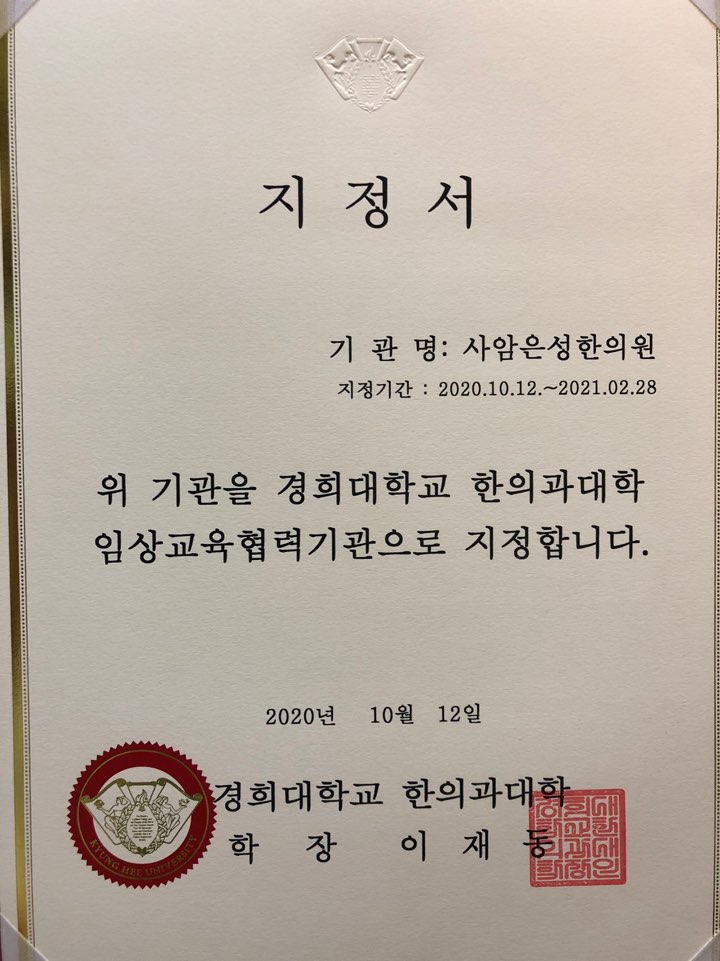 지 정 서
기 관 명: 사암은성한의원
지정기간 : 2020.10.12.~2021.02.28
위 기관을 경희대학교 한의과대학
임상교육협력기관으로 지정합니다.
2020년 10월 12일
경희대학교 한의과대학
학 장 이 재 동
KYUNG HEE UNIVERSITY